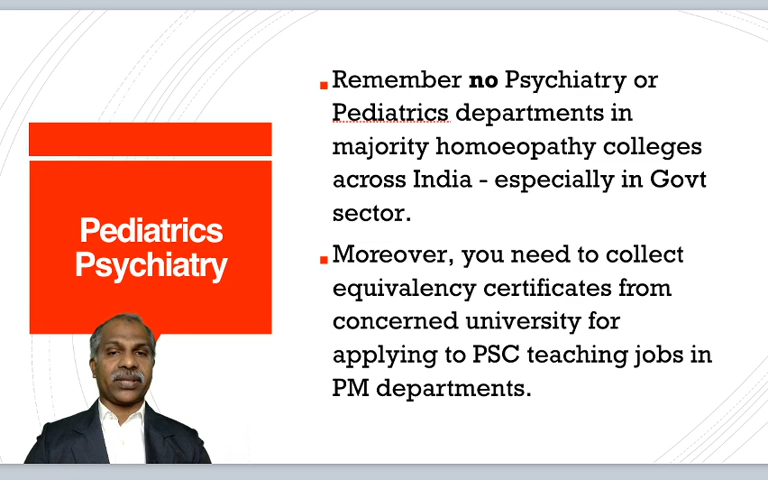 Pediatrics
Psychiatry
Remember no Psychiatry or
Pediatrics departments in
majority homoeopathy colleges
across India - especially in Govt
sector.
Moreover, you need to collect
equivalency certificates from
concerned university for
applying to PSC teaching jobs in
PM departments.